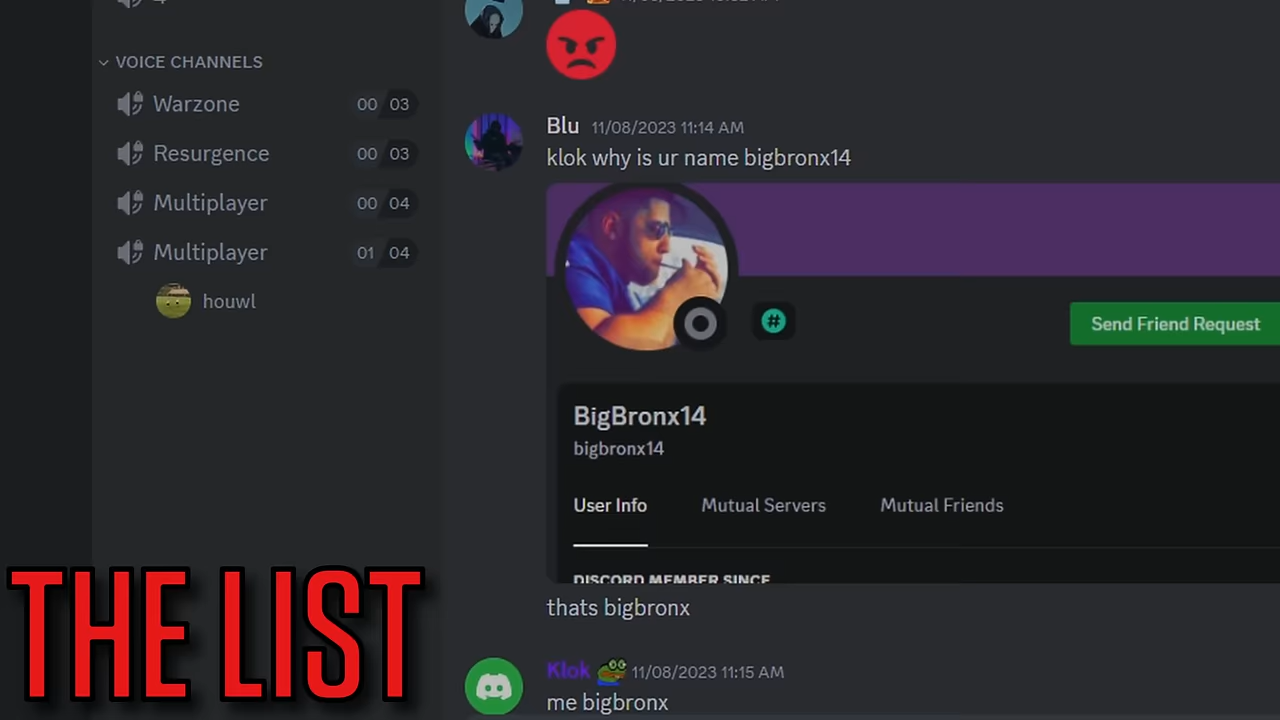 VOICE CHANNELS
Warzone 00 03
Resurgence 00 03
Multiplayer 00 04
Multiplayer 01 04
houwl
Blu 11/08/2023 11:14 AM
klok why is ur name bigbronx14
Send Friend Request
BigBronx14
bigbronx14
User Info Mutual Servers Mutual Friends
DISCORD MEMBER SINCE
thats bigbronx
Klok 11/08/2023 11:15 AM
me bigbronx
THE LIST